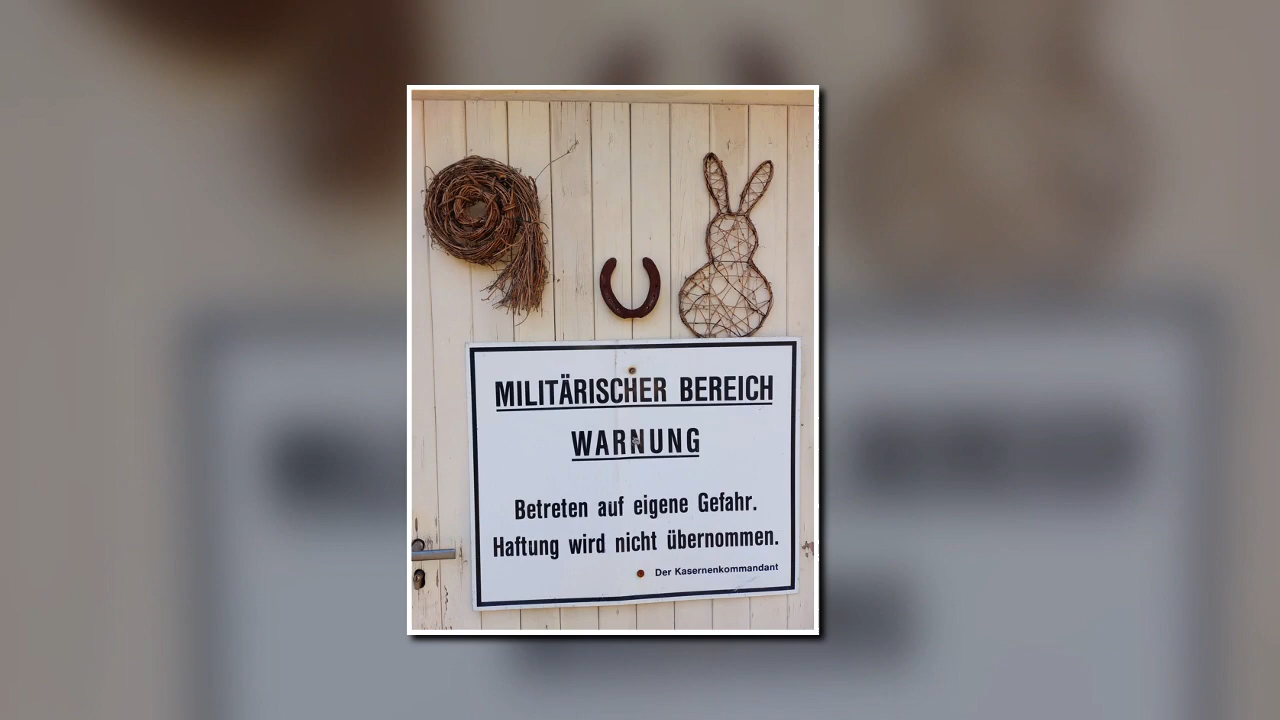 MILITÄRISCHER BEREICH
WARNUNG
Betreten auf eigene Gefahr.
Haftung wird nicht übernommen.
Der Kasernenkommandant